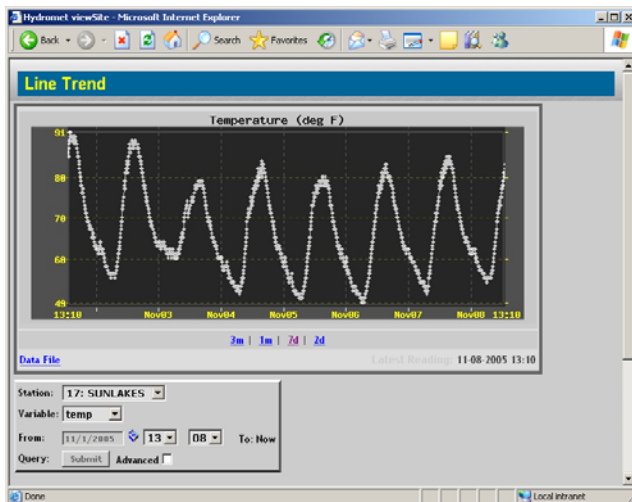 Hydromet viewSite - Microsoft Internet Explorer
Back Search Favorites
Line Trend
Temperature (deg F)
91
80
70
60
49
13:10 Nov03 Nov04 Nov05 Nov06 Nov07 Nov08 13:10
3m | 1m | 7d | 2d
Data File Latest Reading: 11-08-2005 13:10
Station: 17: SUNLAKES
Variable: temp
From: 11/1/2005 13 08 To: Now
Query: Submit Advanced
Done Local intranet